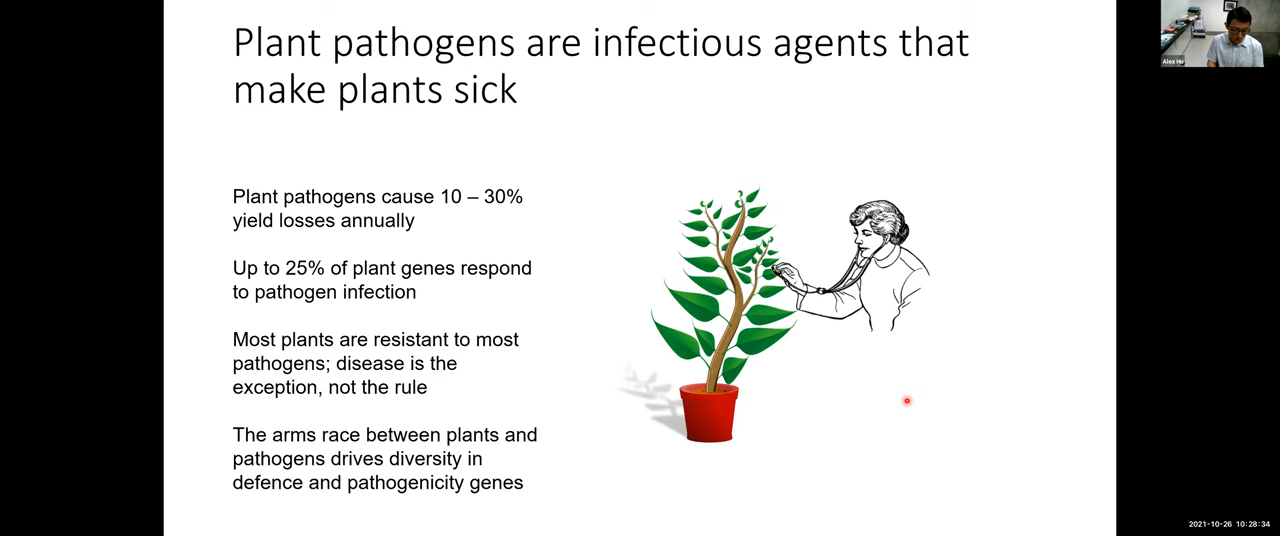 Plant pathogens are infectious agents that
make plants sick
Plant pathogens cause 10 – 30%
yield losses annually
Up to 25% of plant genes respond
to pathogen infection
Most plants are resistant to most
pathogens; disease is the
exception, not the rule
The arms race between plants and
pathogens drives diversity in
defence and pathogenicity genes
Alex Hu
2021-10-26 10:28:34